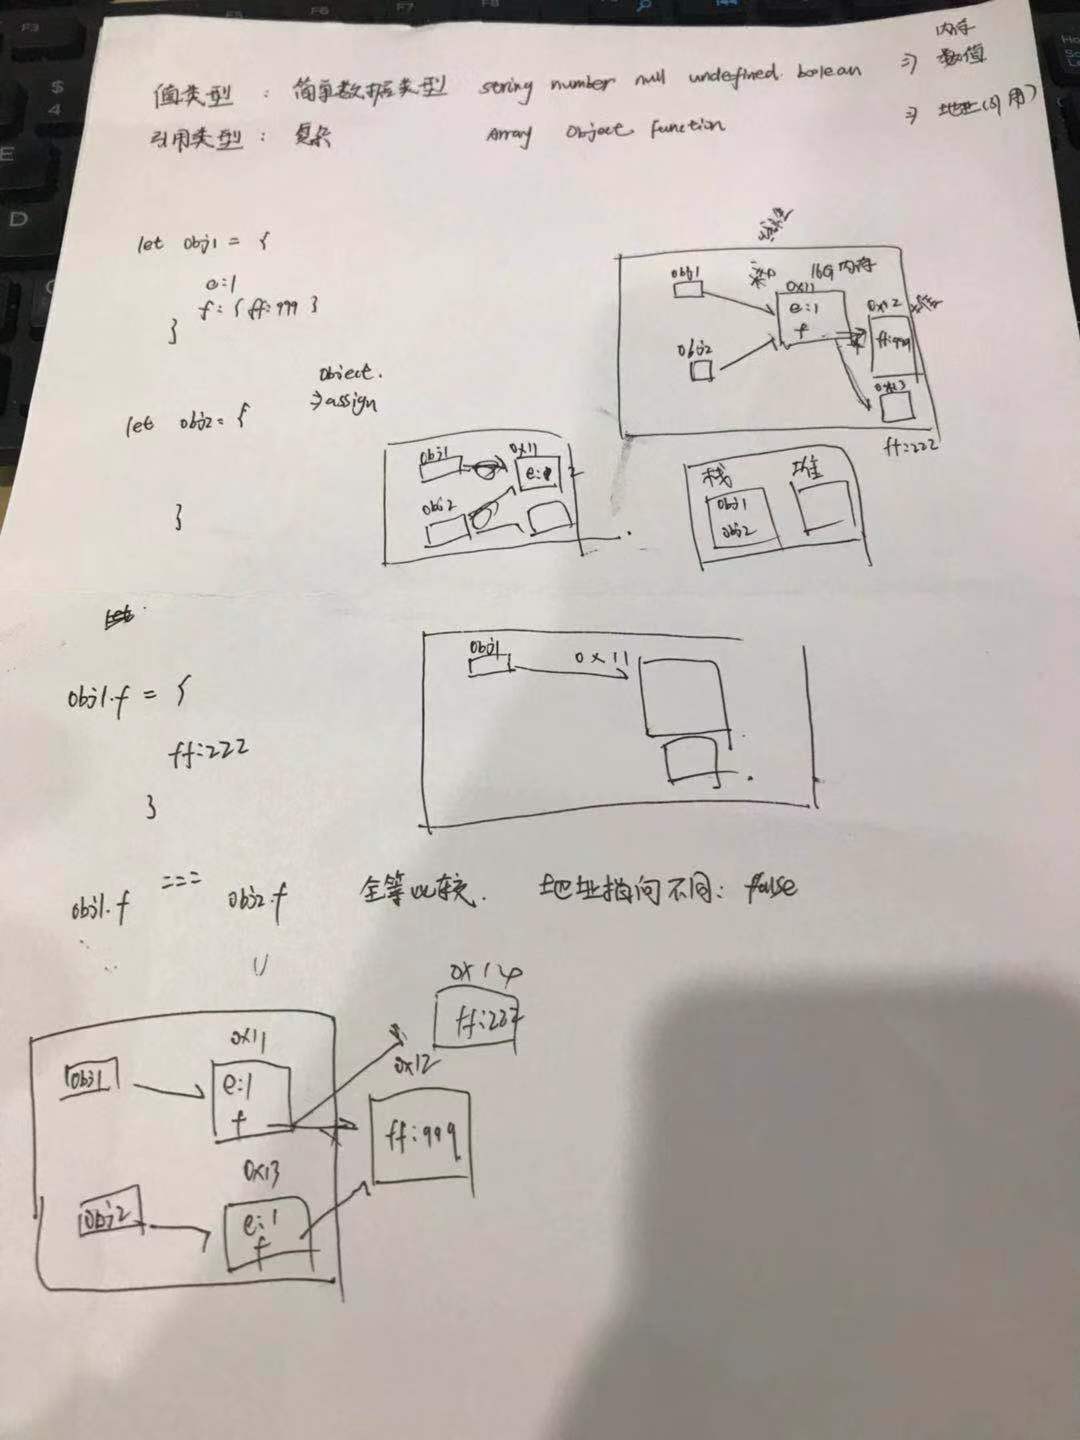 内存
值类型 : 简单数据类型 string number null undefined boolean => 数值
引用类型 : 复杂 Array Object function => 地址(引用)
let obj1 = {
e:1
f: { ff:999 }
}
Object.
=> assign
let obj2 = {
}
16G内存
obj1
0x11
e:1
f
0x12
ff:999
obj2
0x13
ff:222
obj1
0x11
e:
2
obj2
栈
堆
obj1
obj2
obj1
0x11
obj1.f = {
ff:222
}
obj1.f === obj2.f 全等比较. 地址指向不同: false
0x14
ff:222
0x11
0x12
obj1
e:1
f
ff:999
0x13
obj2
e:1
f